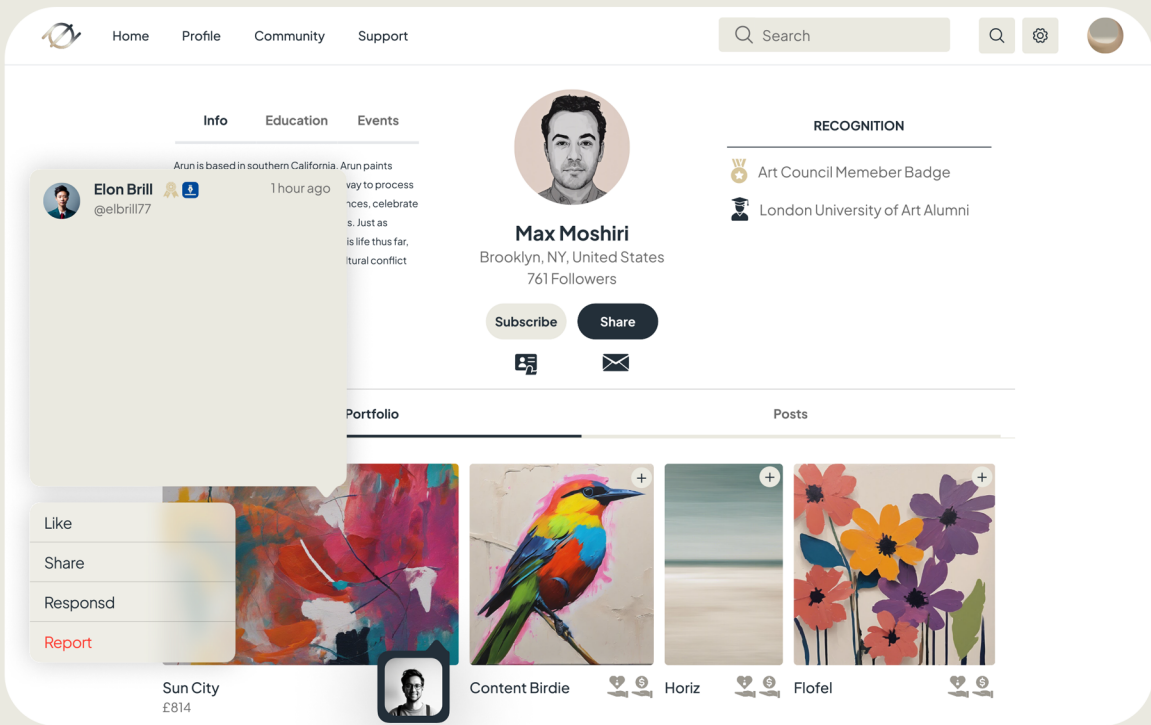 Home Profile Community Support Search
Info Education Events
Arun is based in southern California. Arun paints
way to process
nces, celebrate
s. Just as
is life thus far,
ltural conflict
Max Moshiri
Brooklyn, NY, United States
761 Followers
Subscribe Share
RECOGNITION
Art Council Memeber Badge
London University of Art Alumni
Elon Brill 1 hour ago
@elbrill77
Portfolio Posts
Like
Share
Responsd
Report
Sun City
£814
Content Birdie
Horiz
Flofel